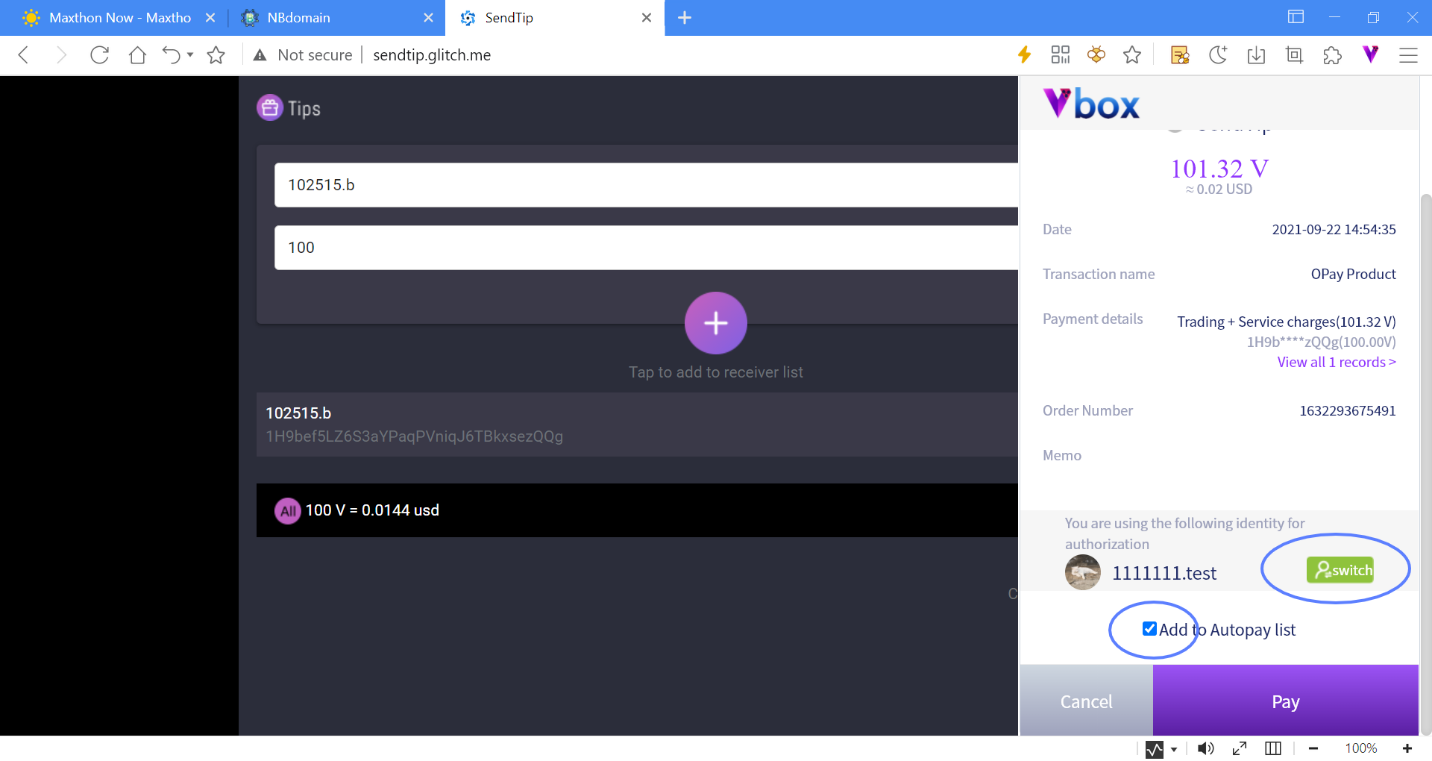 Maxthon Now - Maxtho
NBdomain
SendTip
Not secure
sendtip.glitch.me
Tips
102515.b
100
Tap to add to receiver list
102515.b
1H9bef5LZ6S3aYPaqPVniqJ6TBkxsezQQg
All 100 V = 0.0144 usd
C
Vbox
101.32 V
≈ 0.02 USD
Date 2021-09-22 14:54:35
Transaction name OPay Product
Payment details Trading + Service charges(101.32 V)
1H9b****zQQg(100.00V)
View all 1 records >
Order Number 1632293675491
Memo
You are using the following identity for
authorization
1111111.test
switch
Add to Autopay list
Cancel Pay
100%